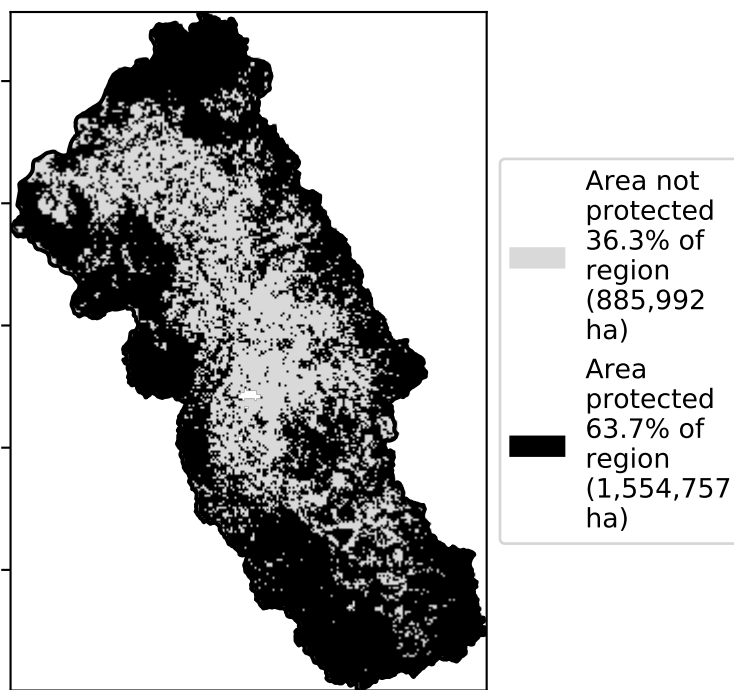 Area not
protected
36.3% of
region
(885,992
ha)
Area
protected
63.7% of
region
(1,554,757
ha)